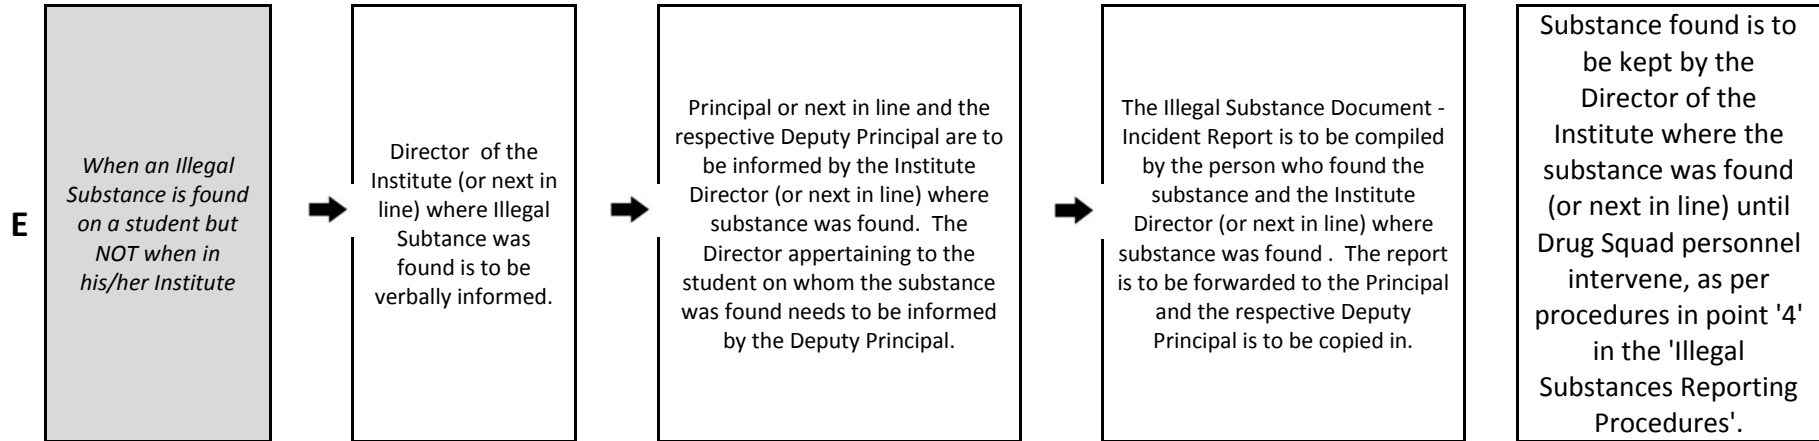 E
When an Illegal
Substance is found
on a student but
NOT when in
his/her Institute
Director  of the
Institute (or next in
line) where Illegal
Subtance was
found is to be
verbally informed.
Principal or next in line and the
respective Deputy Principal are to
be informed by the Institute
Director (or next in line) where
substance was found.  The
Director appertaining to the
student on whom the substance
was found needs to be informed
by the Deputy Principal.
The Illegal Substance Document -
Incident Report is to be compiled
by the person who found the
substance and the Institute
Director (or next in line) where
substance was found .  The report
is to be forwarded to the Principal
and the respective Deputy
Principal is to be copied in.
Substance found is to
be kept by the
Director of the
Institute where the
substance was found
(or next in line) until
Drug Squad personnel
intervene, as per
procedures in point '4'
in the 'Illegal
Substances Reporting
Procedures'.